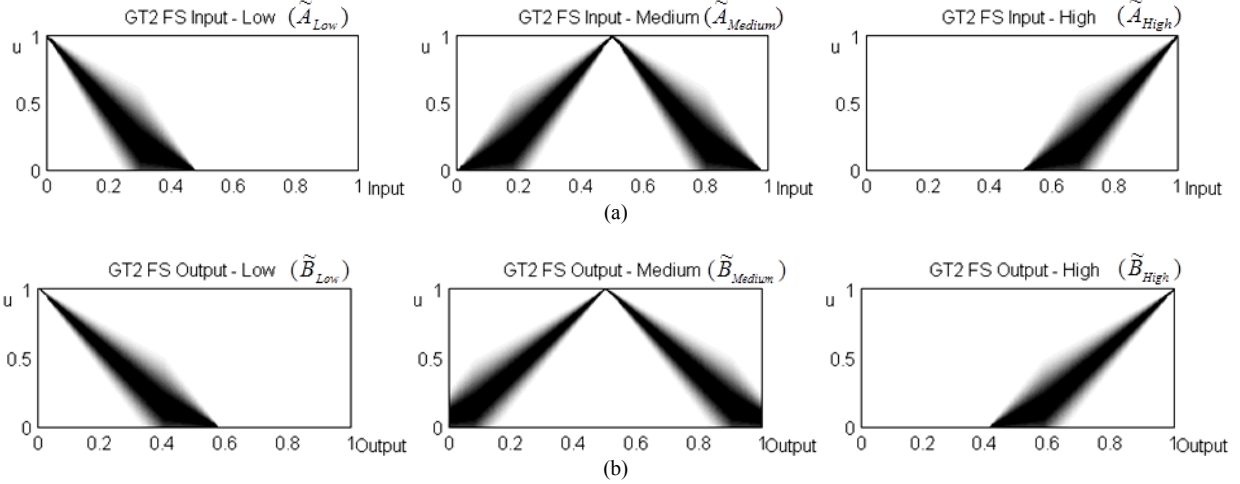 GT2 FS Input - Low (Ã_Low)
GT2 FS Input - Medium (Ã_Medium)
GT2 FS Input - High (Ã_High)
u 1 0.5 0
0 0.2 0.4 0.6 0.8 1 Input
u 1 0.5 0
0 0.2 0.4 0.6 0.8 1 Input
u 1 0.5 0
0 0.2 0.4 0.6 0.8 1 Input
(a)
GT2 FS Output - Low (B̃_Low)
GT2 FS Output - Medium (B̃_Medium)
GT2 FS Output - High (B̃_High)
u 1 0.5 0
0 0.2 0.4 0.6 0.8 1 Output
u 1 0.5 0
0 0.2 0.4 0.6 0.8 1 Output
u 1 0.5 0
0 0.2 0.4 0.6 0.8 1 Output
(b)